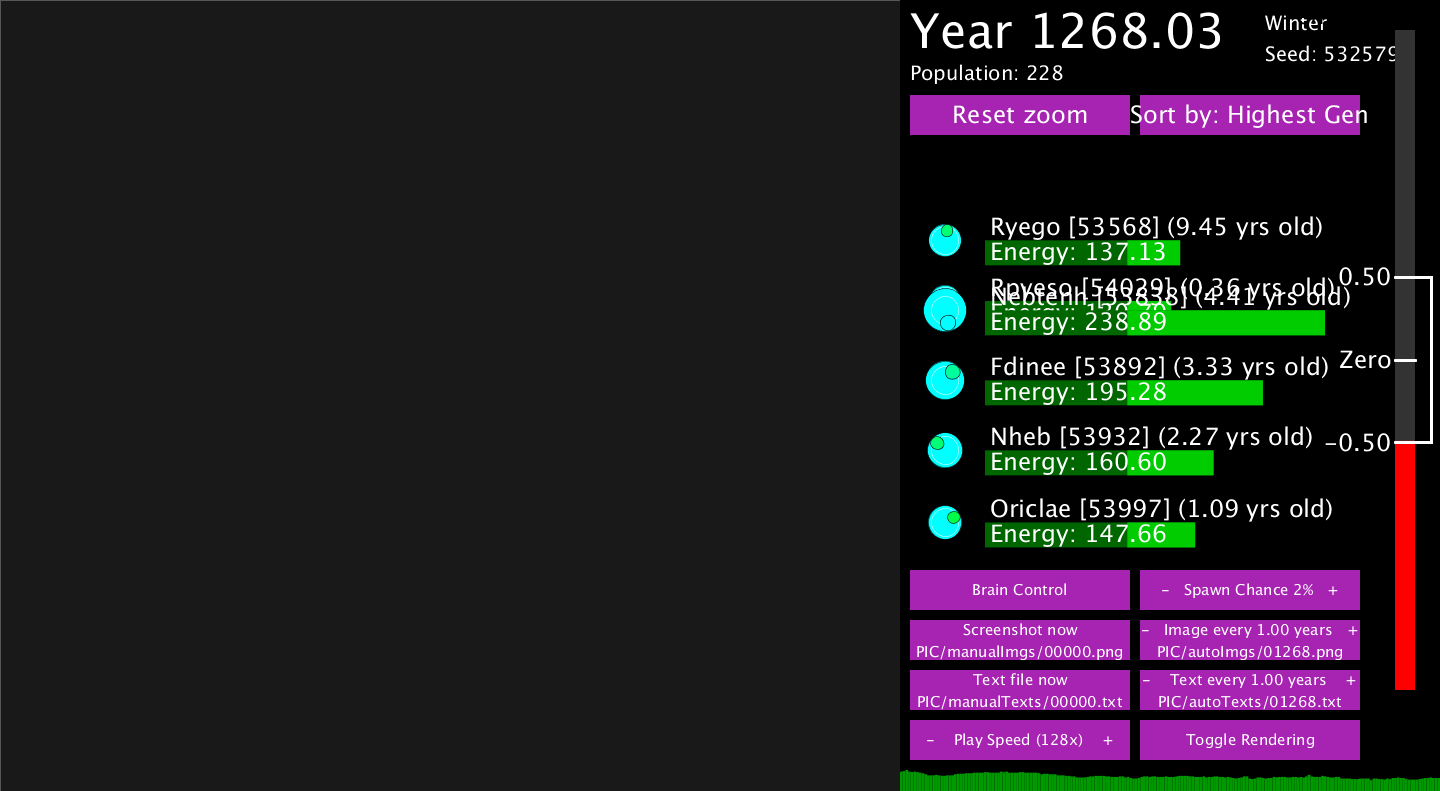 Year 1268.03
Winter
Seed: 532579
Population: 228
Reset zoom
Sort by: Highest Gen
Ryego [53568] (9.45 yrs old)
Energy: 137.13
[54029] (0.36 yrs old)
(4.41 yrs old)
Energy: 238.89
Fdinee [53892] (3.33 yrs old)
Energy: 195.28
Nheb [53932] (2.27 yrs old)
Energy: 160.60
Oriclae [53997] (1.09 yrs old)
Energy: 147.66
0.50
Zero
-0.50
Brain Control
- Spawn Chance 2% +
Screenshot now
PIC/manualImgs/00000.png
- Image every 1.00 years +
PIC/autoImgs/01268.png
Text file now
PIC/manualTexts/00000.txt
- Text every 1.00 years +
PIC/autoTexts/01268.txt
- Play Speed (128x) +
Toggle Rendering